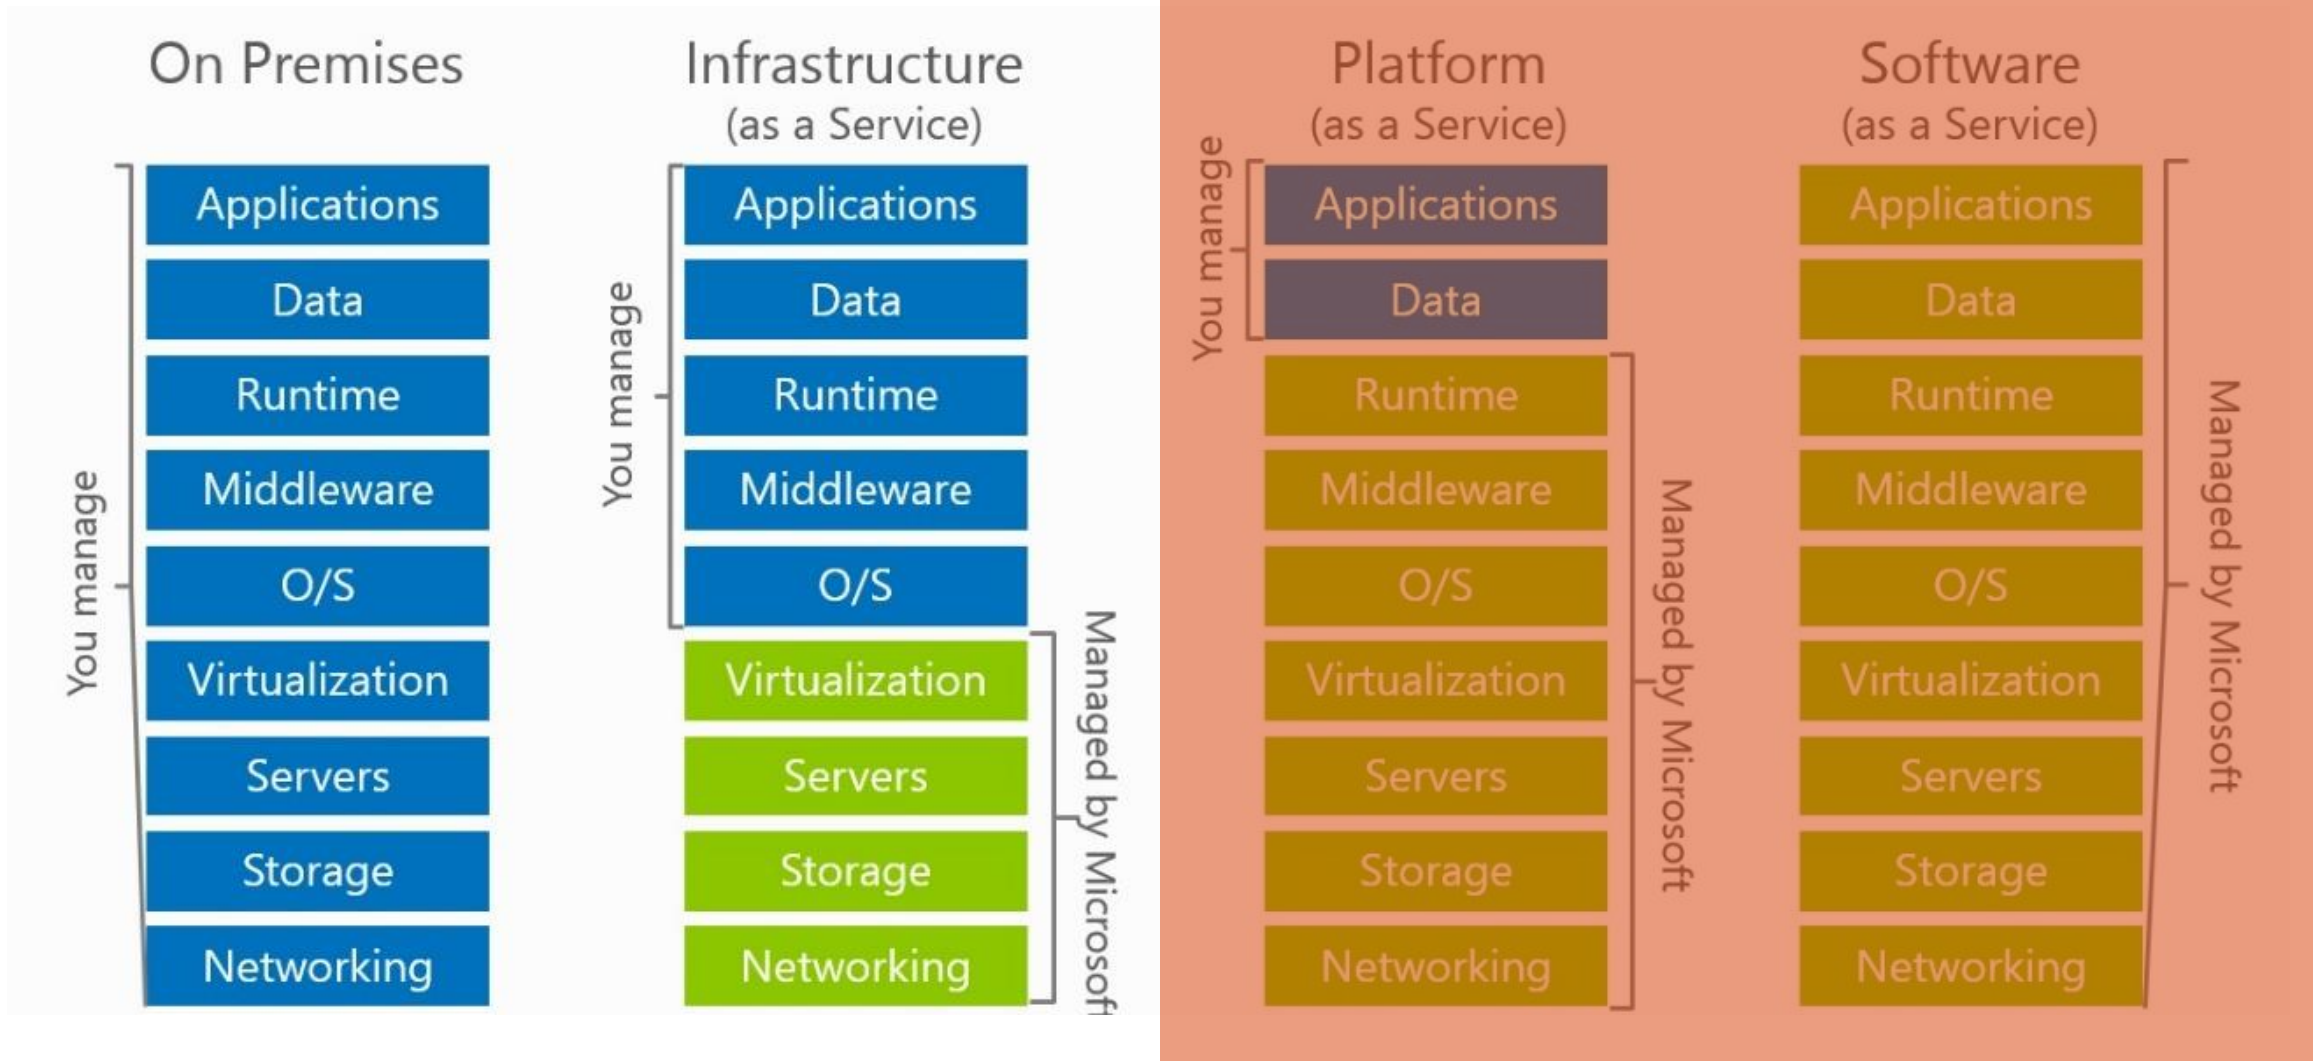 On Premises
You manage
Applications
Data
Runtime
Middleware
O/S
Virtualization
Servers
Storage
Networking
Infrastructure
(as a Service)
You manage
Applications
Data
Runtime
Middleware
O/S
Virtualization
Servers
Storage
Networking
Managed by Microsoft
Platform
(as a Service)
You manage
Applications
Data
Runtime
Middleware
O/S
Virtualization
Servers
Storage
Networking
Managed by Microsoft
Software
(as a Service)
Applications
Data
Runtime
Middleware
O/S
Virtualization
Servers
Storage
Networking
Managed by Microsoft